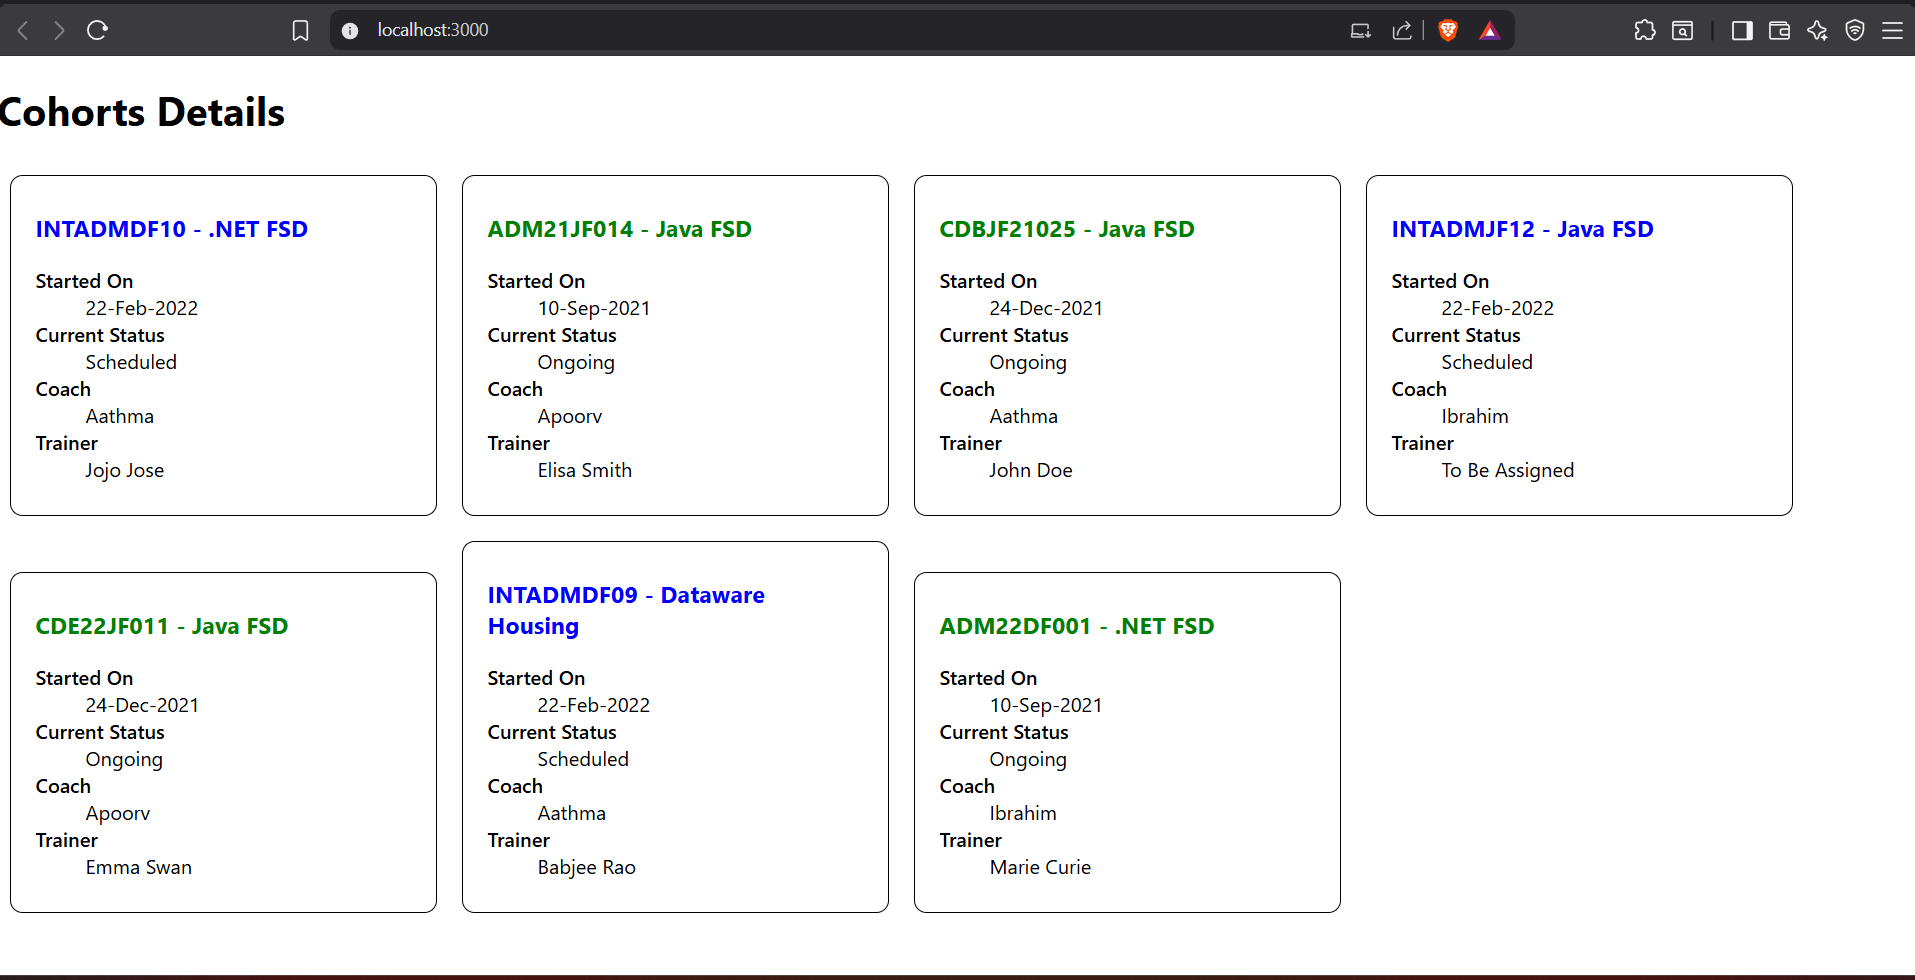 localhost:3000
Cohorts Details
INTADMDF10 - .NET FSD
Started On
22-Feb-2022
Current Status
Scheduled
Coach
Aathma
Trainer
Jojo Jose
ADM21JF014 - Java FSD
Started On
10-Sep-2021
Current Status
Ongoing
Coach
Apoorv
Trainer
Elisa Smith
CDBJF21025 - Java FSD
Started On
24-Dec-2021
Current Status
Ongoing
Coach
Aathma
Trainer
John Doe
INTADMJF12 - Java FSD
Started On
22-Feb-2022
Current Status
Scheduled
Coach
Ibrahim
Trainer
To Be Assigned
CDE22JF011 - Java FSD
Started On
24-Dec-2021
Current Status
Ongoing
Coach
Apoorv
Trainer
Emma Swan
INTADMDF09 - Dataware
Housing
Started On
22-Feb-2022
Current Status
Scheduled
Coach
Aathma
Trainer
Babjee Rao
ADM22DF001 - .NET FSD
Started On
10-Sep-2021
Current Status
Ongoing
Coach
Ibrahim
Trainer
Marie Curie